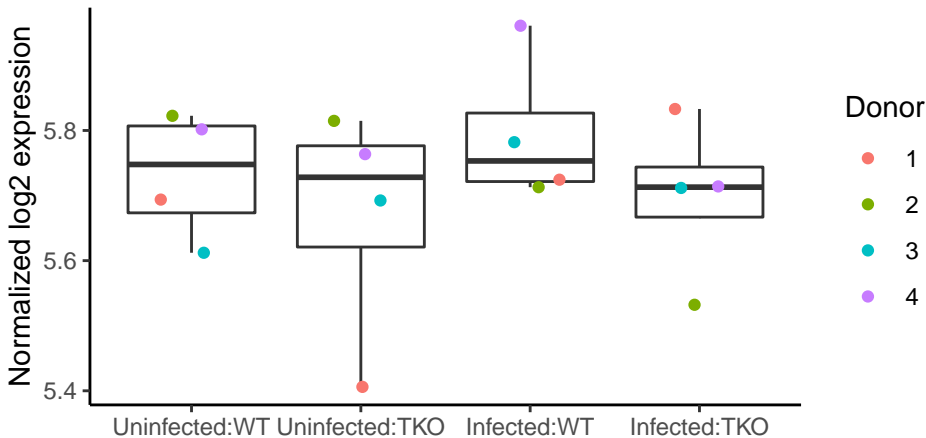 Normalized log2 expression
5.8
5.6
5.4
Uninfected:WT Uninfected:TKO Infected:WT Infected:TKO
Donor
1
2
3
4